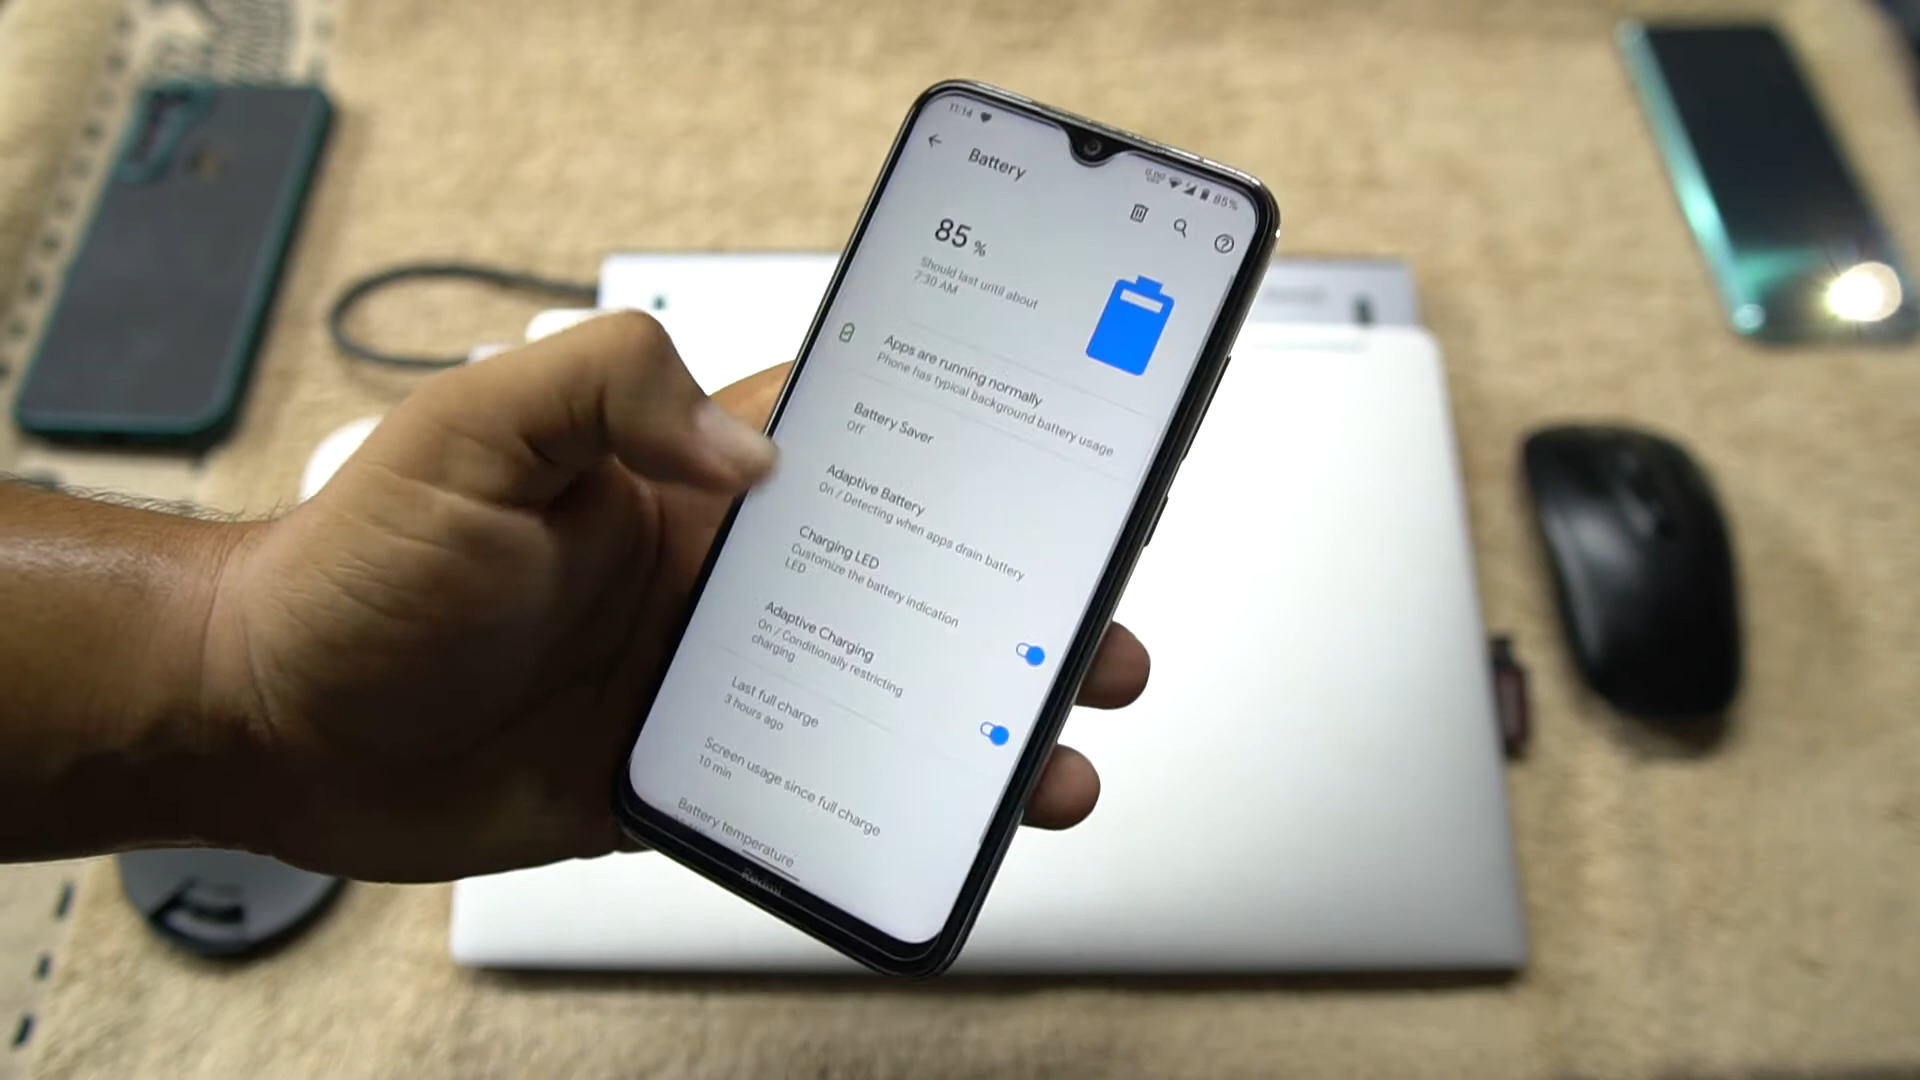 11:14
85%
Battery
85 %
Should last until about
7:30 AM
Apps are running normally
Phone has typical background battery usage
Battery Saver
Off
Adaptive Battery
On / Detecting when apps drain battery
Charging LED
Customize the battery indication
LED
Adaptive Charging
On / Conditionally restricting
charging
Last full charge
3 hours ago
Screen usage since full charge
10 min
Battery temperature
Redmi